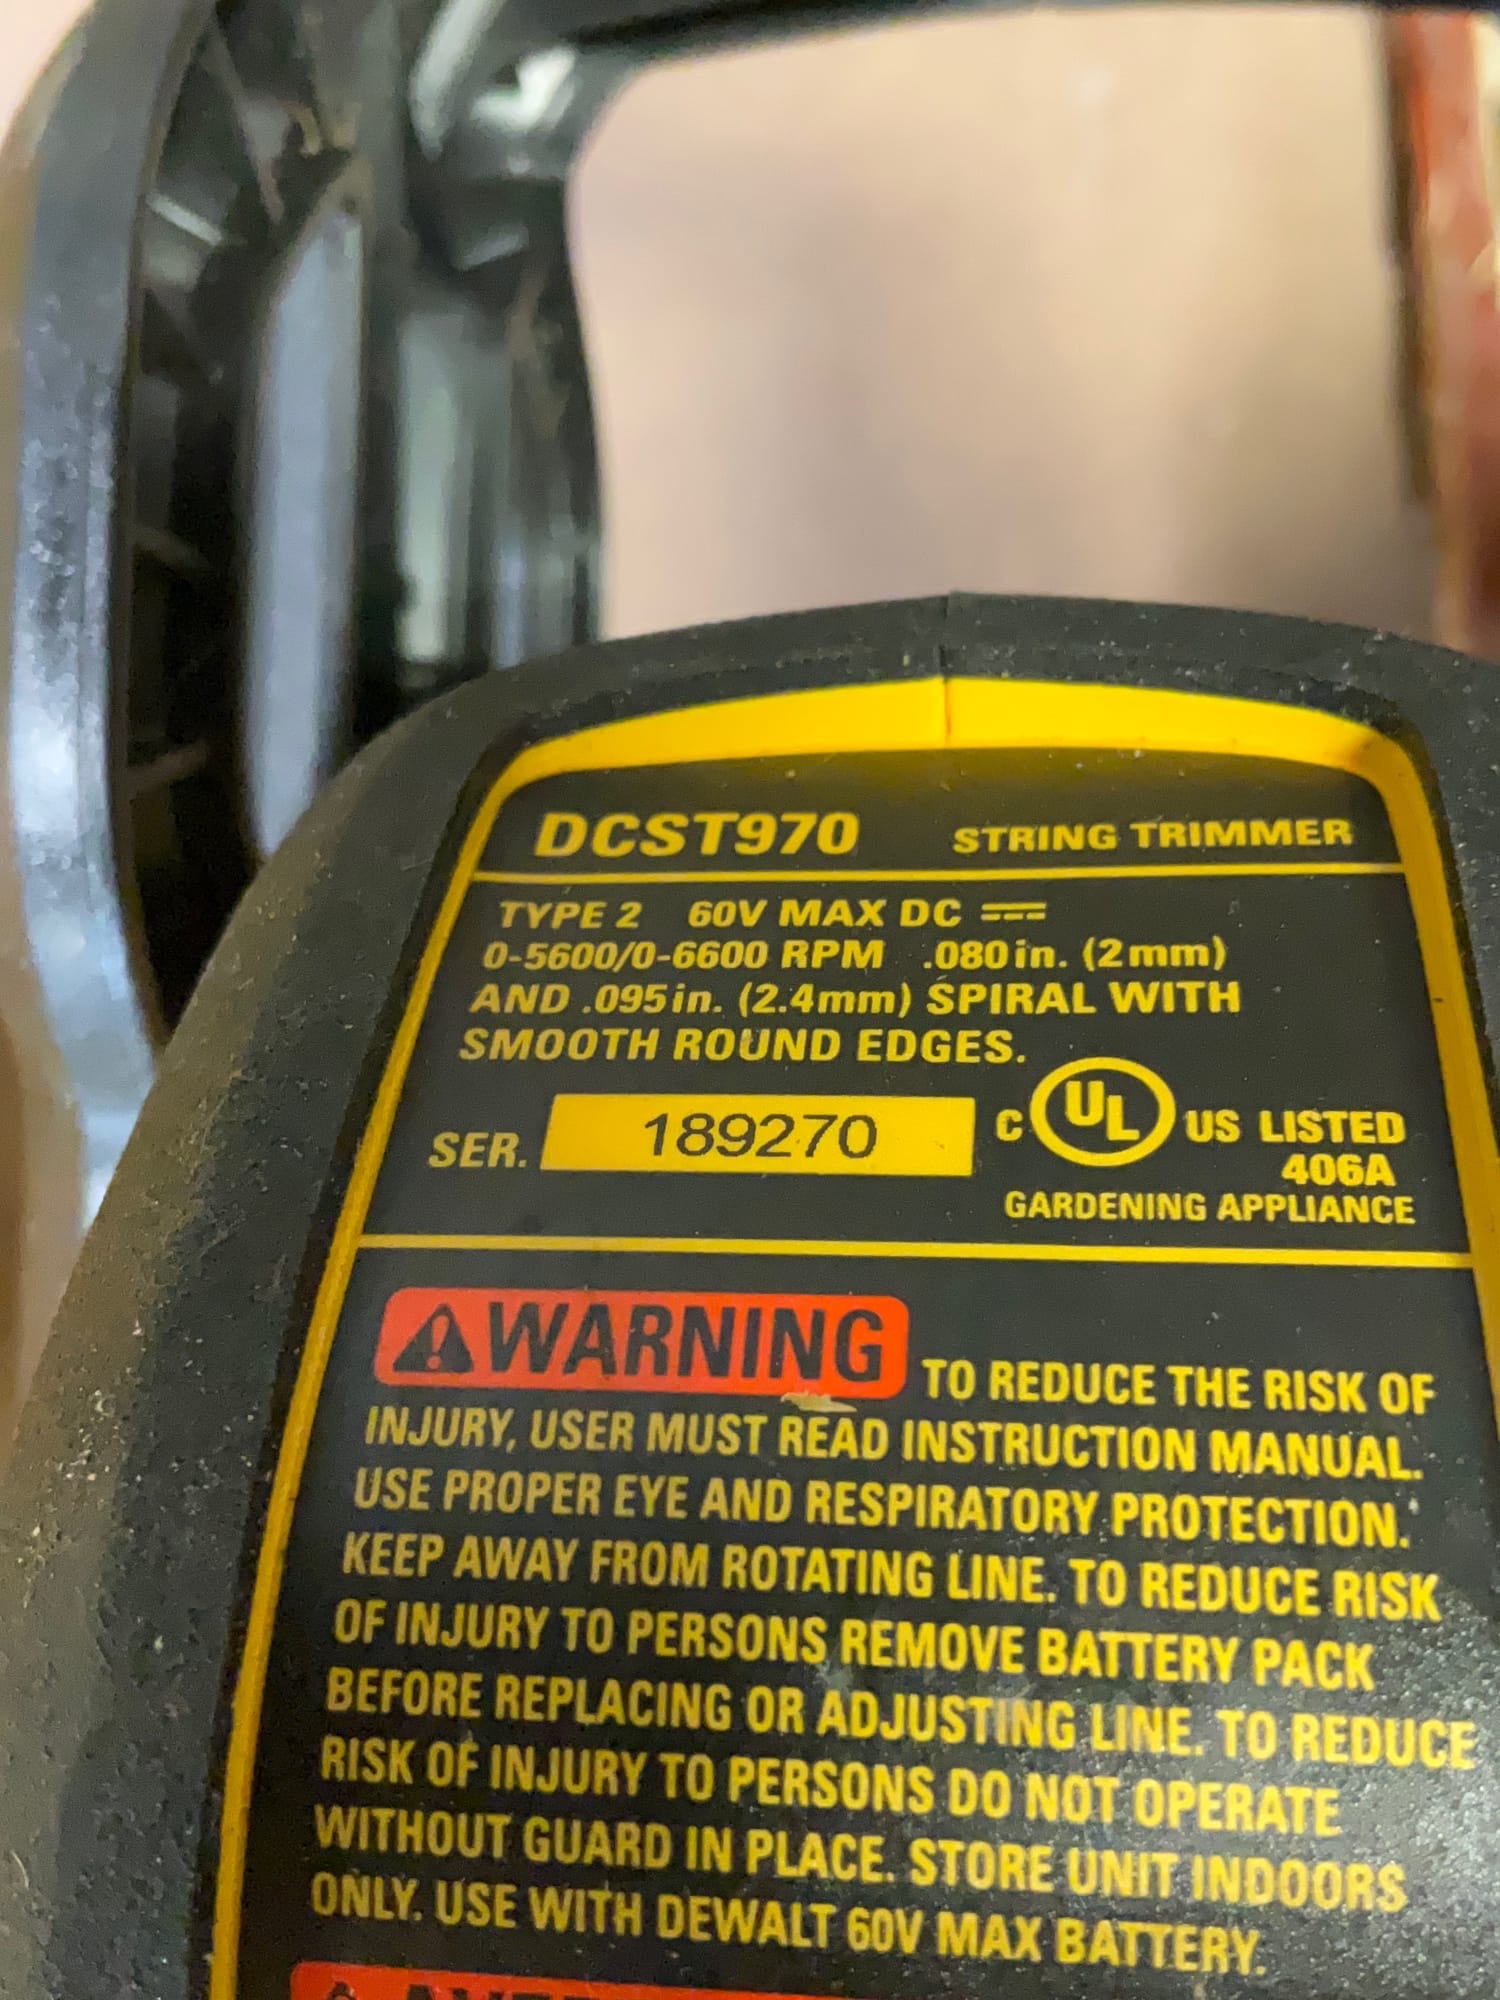 DCST970 STRING TRIMMER
TYPE 2 60V MAX DC
0-5600/0-6600 RPM .080in. (2mm)
AND .095in. (2.4mm) SPIRAL WITH
SMOOTH ROUND EDGES.
SER. 189270 C UL US LISTED
406A
GARDENING APPLIANCE
WARNING TO REDUCE THE RISK OF
INJURY, USER MUST READ INSTRUCTION MANUAL.
USE PROPER EYE AND RESPIRATORY PROTECTION.
KEEP AWAY FROM ROTATING LINE. TO REDUCE RISK
OF INJURY TO PERSONS REMOVE BATTERY PACK
BEFORE REPLACING OR ADJUSTING LINE. TO REDUCE
RISK OF INJURY TO PERSONS DO NOT OPERATE
WITHOUT GUARD IN PLACE. STORE UNIT INDOORS
ONLY. USE WITH DEWALT 60V MAX BATTERY.